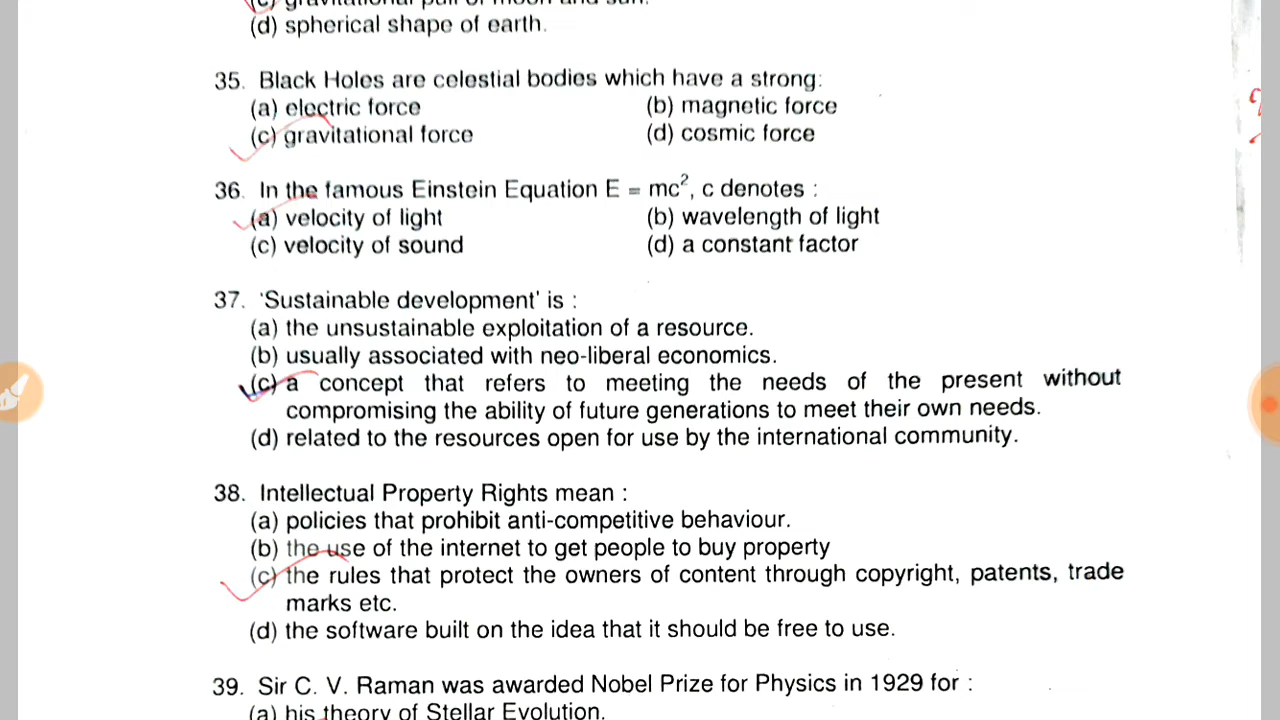 (c) gravitational pull of moon and sun.
(d) spherical shape of earth.
35. Black Holes are celestial bodies which have a strong:
(a) electric force (b) magnetic force
(c) gravitational force (d) cosmic force
36. In the famous Einstein Equation E = mc², c denotes :
(a) velocity of light (b) wavelength of light
(c) velocity of sound (d) a constant factor
37. 'Sustainable development' is :
(a) the unsustainable exploitation of a resource.
(b) usually associated with neo-liberal economics.
(c) a concept that refers to meeting the needs of the present without
compromising the ability of future generations to meet their own needs.
(d) related to the resources open for use by the international community.
38. Intellectual Property Rights mean :
(a) policies that prohibit anti-competitive behaviour.
(b) the use of the internet to get people to buy property
(c) the rules that protect the owners of content through copyright, patents, trade
marks etc.
(d) the software built on the idea that it should be free to use.
39. Sir C. V. Raman was awarded Nobel Prize for Physics in 1929 for :
(a) his theory of Stellar Evolution.